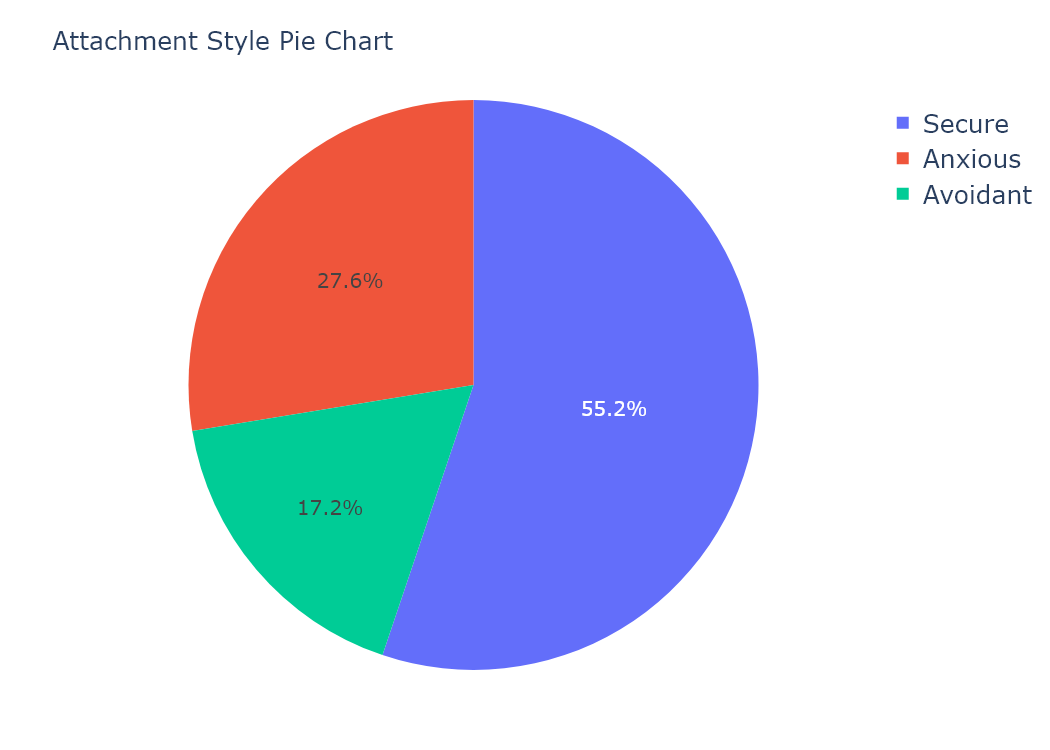 Attachment Style Pie Chart
Secure
Anxious
Avoidant
27.6%
55.2%
17.2%